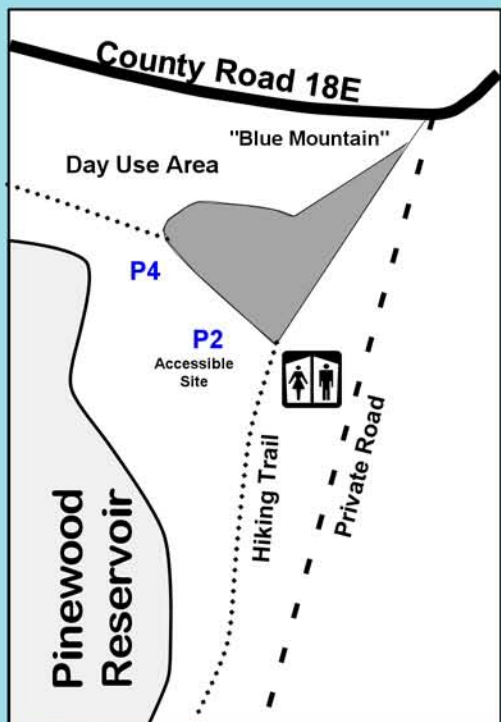 County Road 18E
"Blue Mountain"
Day Use Area
P4
P2
Accessible
Site
Hiking Trail
Private Road
Pinewood
Reservoir